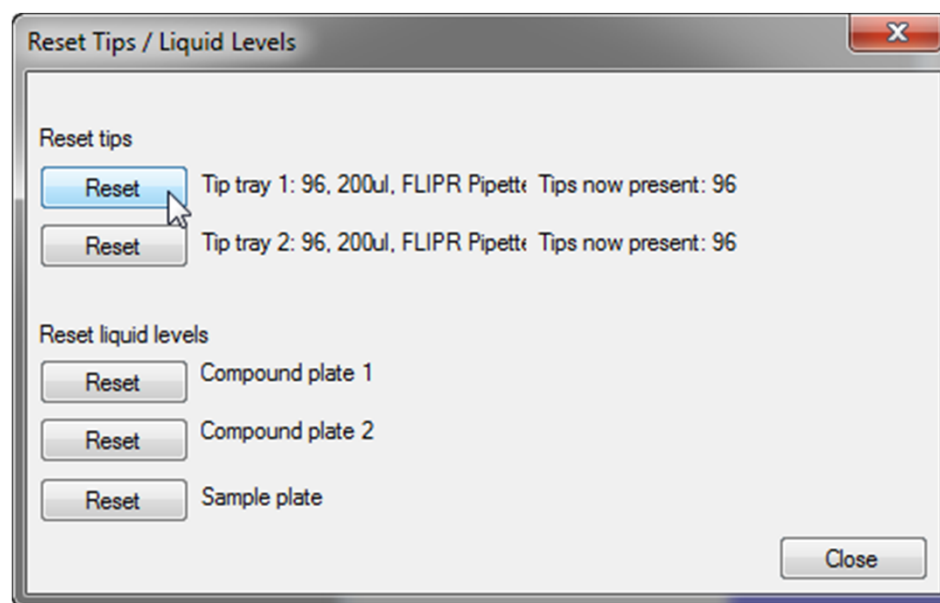 Reset Tips / Liquid Levels
Reset tips
Reset Tip tray 1: 96, 200ul, FLIPR Pipette Tips now present: 96
Reset Tip tray 2: 96, 200ul, FLIPR Pipette Tips now present: 96
Reset liquid levels
Reset Compound plate 1
Reset Compound plate 2
Reset Sample plate
Close